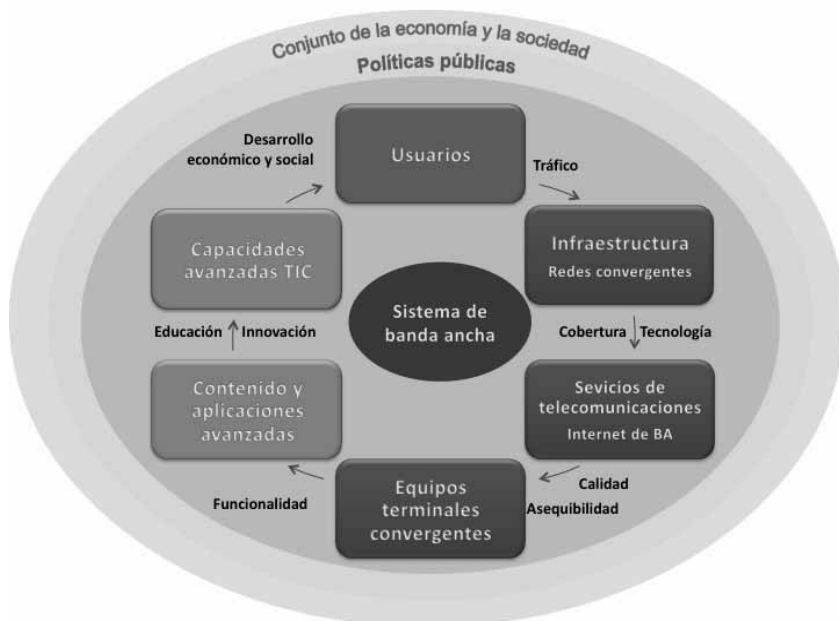 Conjunto de la economía y la sociedad
Políticas públicas
Desarrollo
económico y social
Usuarios
Tráfico
Capacidades
avanzadas TIC
Infraestructura
Redes convergentes
Sistema de
banda ancha
Educación
Innovación
Cobertura
Tecnología
Contenido y
aplicaciones
avanzadas
Sevicios de
telecomunicaciones
Internet de BA
Equipos
terminales
convergentes
Funcionalidad
Calidad
Asequibilidad